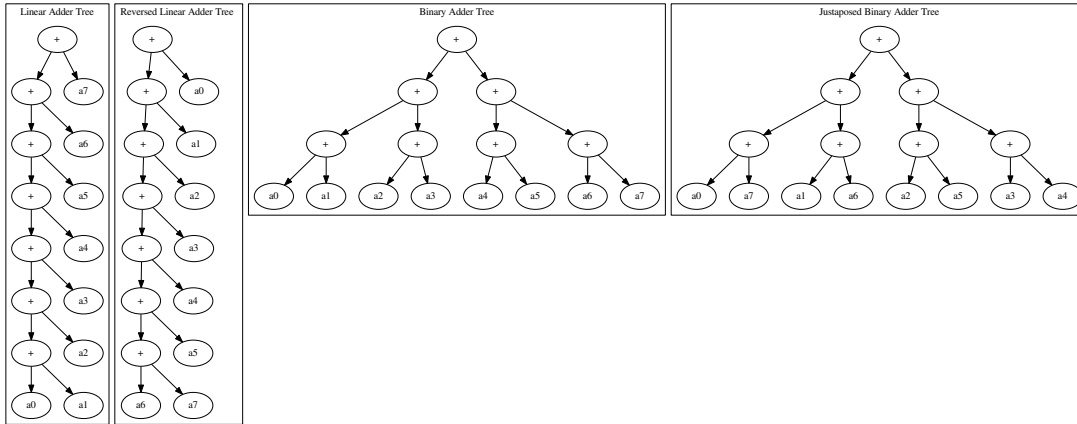 Linear Adder Tree
+
+ a7
+ a6
+ a5
+ a4
+ a3
+ a2
a0 a1
Reversed Linear Adder Tree
+
+ a0
+ a1
+ a2
+ a3
+ a4
+ a5
a6 a7
Binary Adder Tree
+
+ +
+ + + +
a0 a1 a2 a3 a4 a5 a6 a7
Justaposed Binary Adder Tree
+
+ +
+ + + +
a0 a7 a1 a6 a2 a5 a3 a4